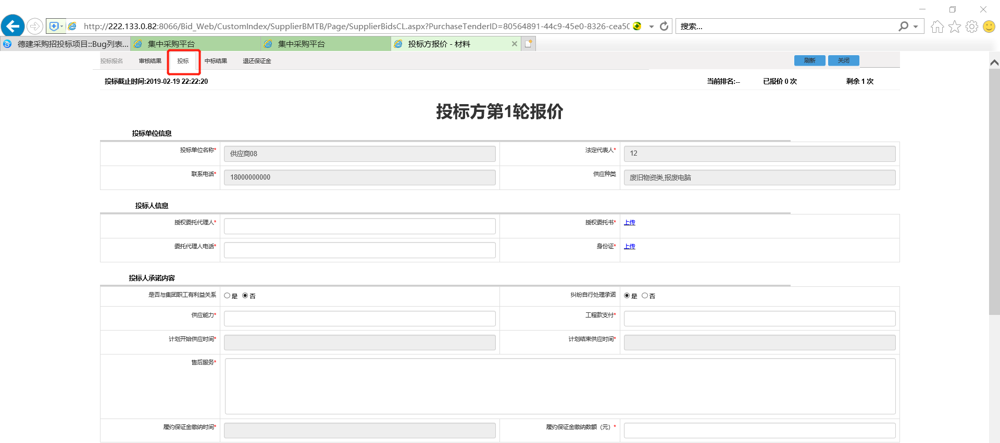 http://222.133.0.82:8066/Bid_Web/CustomIndex/SupplierBMTB/Page/SupplierBidsCL.aspx?PurchaseTenderID=80564891-44c9-45e0-8326-cea50 搜索...
德建采购招投标项目::Bug列表... 集中采购平台 集中采购平台 投标方报价 - 材料
投标报名 审核结果 投标 中标结果 退还保证金 刷新 关闭
投标截止时间:2019-02-19 22:22:20 当前排名:-- 已报价 0 次 剩余 1 次
投标方第1轮报价
投标单位信息
投标单位名称* 供应商08 法定代表人* 12
联系电话* 18000000000 供应种类 废旧物资类,报废电脑
投标人信息
授权委托代理人* 授权委托书* 上传
委托代理人电话* 身份证* 上传
投标人承诺内容
是否与集团职工有利益关系 是 否 纠纷自行处理承诺 是 否
供应能力* 工程款支付*
计划开始供应时间* 计划结束供应时间*
售后服务*
履约保证金缴纳时间* 履约保证金缴纳数额（元）*